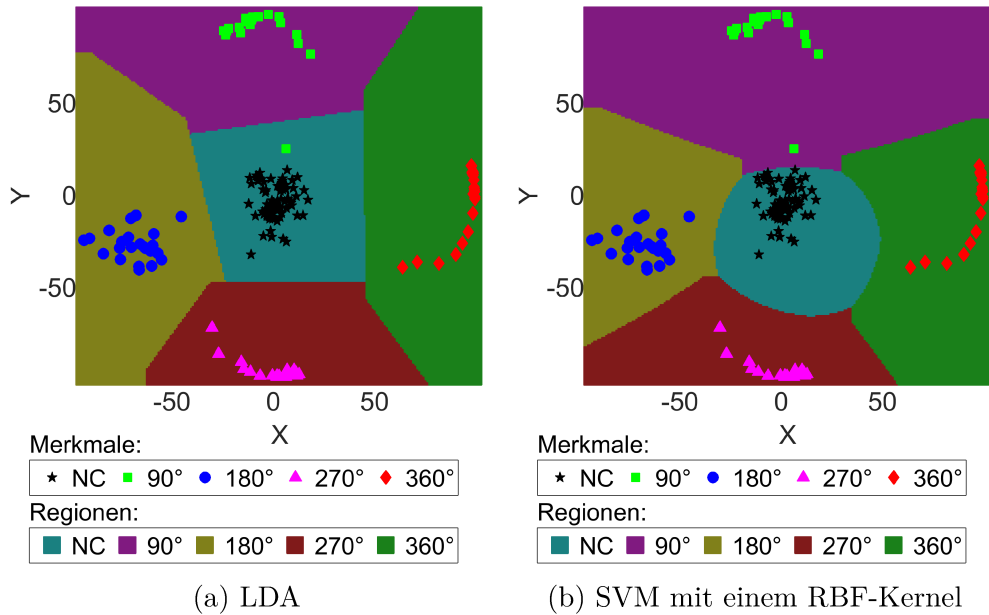 50
0
-50
Y
-50 0 50
X
Merkmale:
NC 90° 180° 270° 360°
Regionen:
NC 90° 180° 270° 360°
(a) LDA
50
0
-50
Y
-50 0 50
X
Merkmale:
NC 90° 180° 270° 360°
Regionen:
NC 90° 180° 270° 360°
(b) SVM mit einem RBF-Kernel